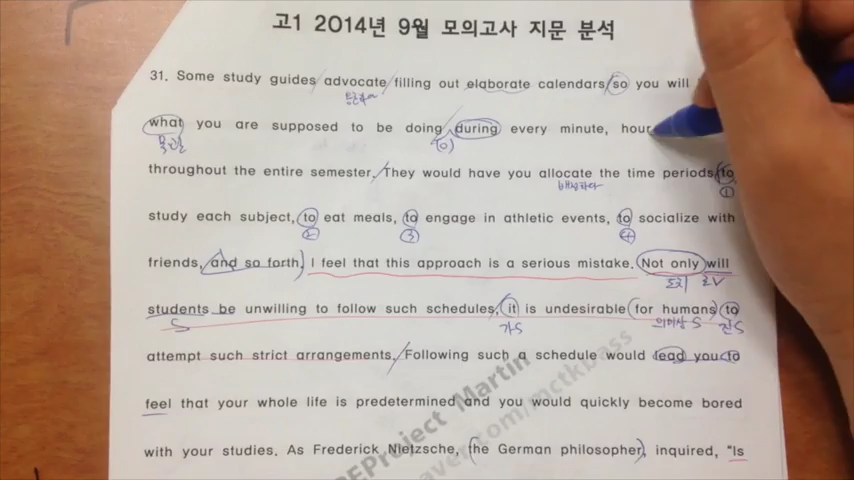 고1 2014년 9월 모의고사 지문 분석
31. Some study guides advocate filling out elaborate calendars so you will
what you are supposed to be doing during every minute, hour
throughout the entire semester. They would have you allocate the time periods to
study each subject, to eat meals, to engage in athletic events, to socialize with
friends, and so forth. I feel that this approach is a serious mistake. Not only will
students be unwilling to follow such schedules, it is undesirable for humans to
attempt such strict arrangements. Following such a schedule would lead you to
feel that your whole life is predetermined and you would quickly become bored
with your studies. As Frederick Nietzsche, the German philosopher, inquired, "Is